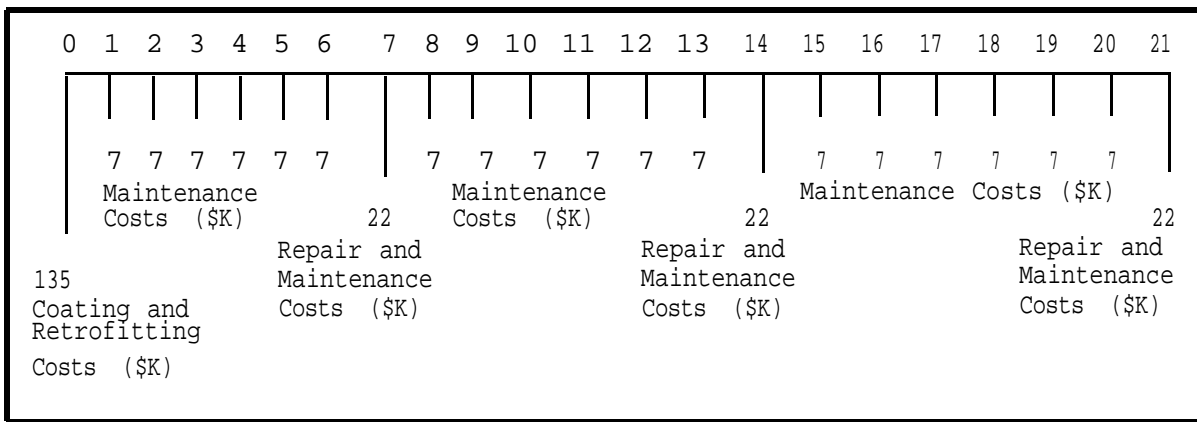 0 1 2 3 4 5 6 7 8 9 10 11 12 13 14 15 16 17 18 19 20 21
7 7 7 7 7 7 7 7 7 7 7 7 7 7 7 7 7 7
Maintenance
Costs ($K)
Maintenance
Costs ($K)
Maintenance Costs ($K)
22
Repair and
Maintenance
Costs ($K)
22
Repair and
Maintenance
Costs ($K)
22
Repair and
Maintenance
Costs ($K)
135
Coating and
Retrofitting
Costs ($K)